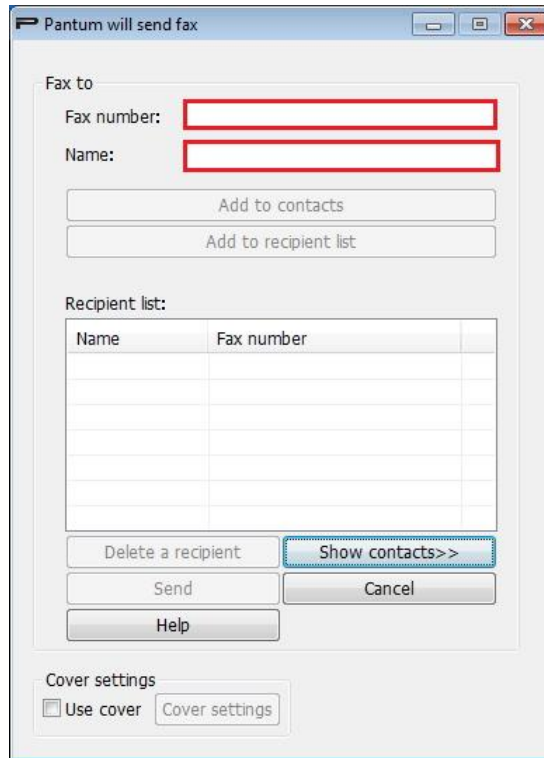 Pantum will send fax
Fax to
Fax number:
Name:
Add to contacts
Add to recipient list
Recipient list:
Name Fax number
Delete a recipient Show contacts>>
Send Cancel
Help
Cover settings
Use cover Cover settings